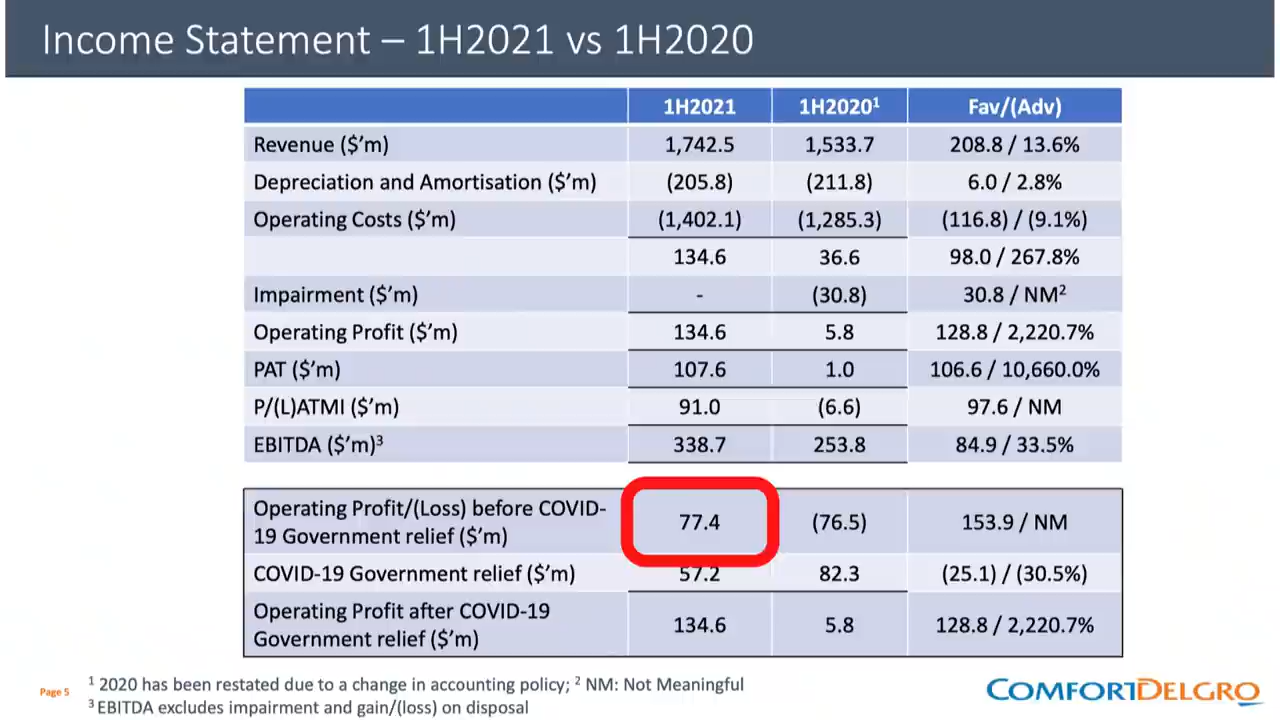 Income Statement – 1H2021 vs 1H2020
1H2021 1H2020¹ Fav/(Adv)
Revenue ($’m) 1,742.5 1,533.7 208.8 / 13.6%
Depreciation and Amortisation ($’m) (205.8) (211.8) 6.0 / 2.8%
Operating Costs ($’m) (1,402.1) (1,285.3) (116.8) / (9.1%)
134.6 36.6 98.0 / 267.8%
Impairment ($’m) - (30.8) 30.8 / NM²
Operating Profit ($’m) 134.6 5.8 128.8 / 2,220.7%
PAT ($’m) 107.6 1.0 106.6 / 10,660.0%
P/(L)ATMI ($’m) 91.0 (6.6) 97.6 / NM
EBITDA ($’m)³ 338.7 253.8 84.9 / 33.5%
Operating Profit/(Loss) before COVID-
19 Government relief ($’m) 77.4 (76.5) 153.9 / NM
COVID-19 Government relief ($’m) 57.2 82.3 (25.1) / (30.5%)
Operating Profit after COVID-19
Government relief ($’m) 134.6 5.8 128.8 / 2,220.7%
Page 5
¹ 2020 has been restated due to a change in accounting policy; ² NM: Not Meaningful
³ EBITDA excludes impairment and gain/(loss) on disposal
COMFORTDELGRO